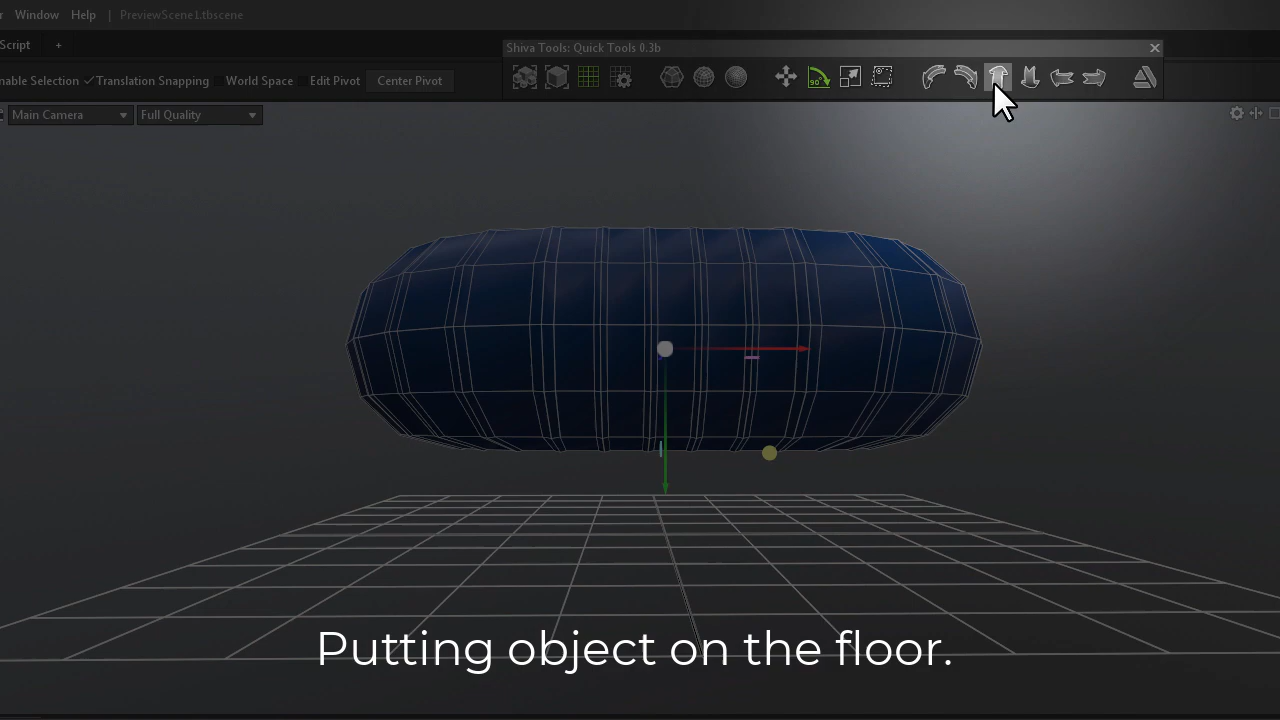 Window Help | PreviewScene1.tbscene
Script +
Shiva Tools: Quick Tools 0.3b
nable Selection Translation Snapping World Space Edit Pivot Center Pivot
90°
Main Camera Full Quality
Putting object on the floor.